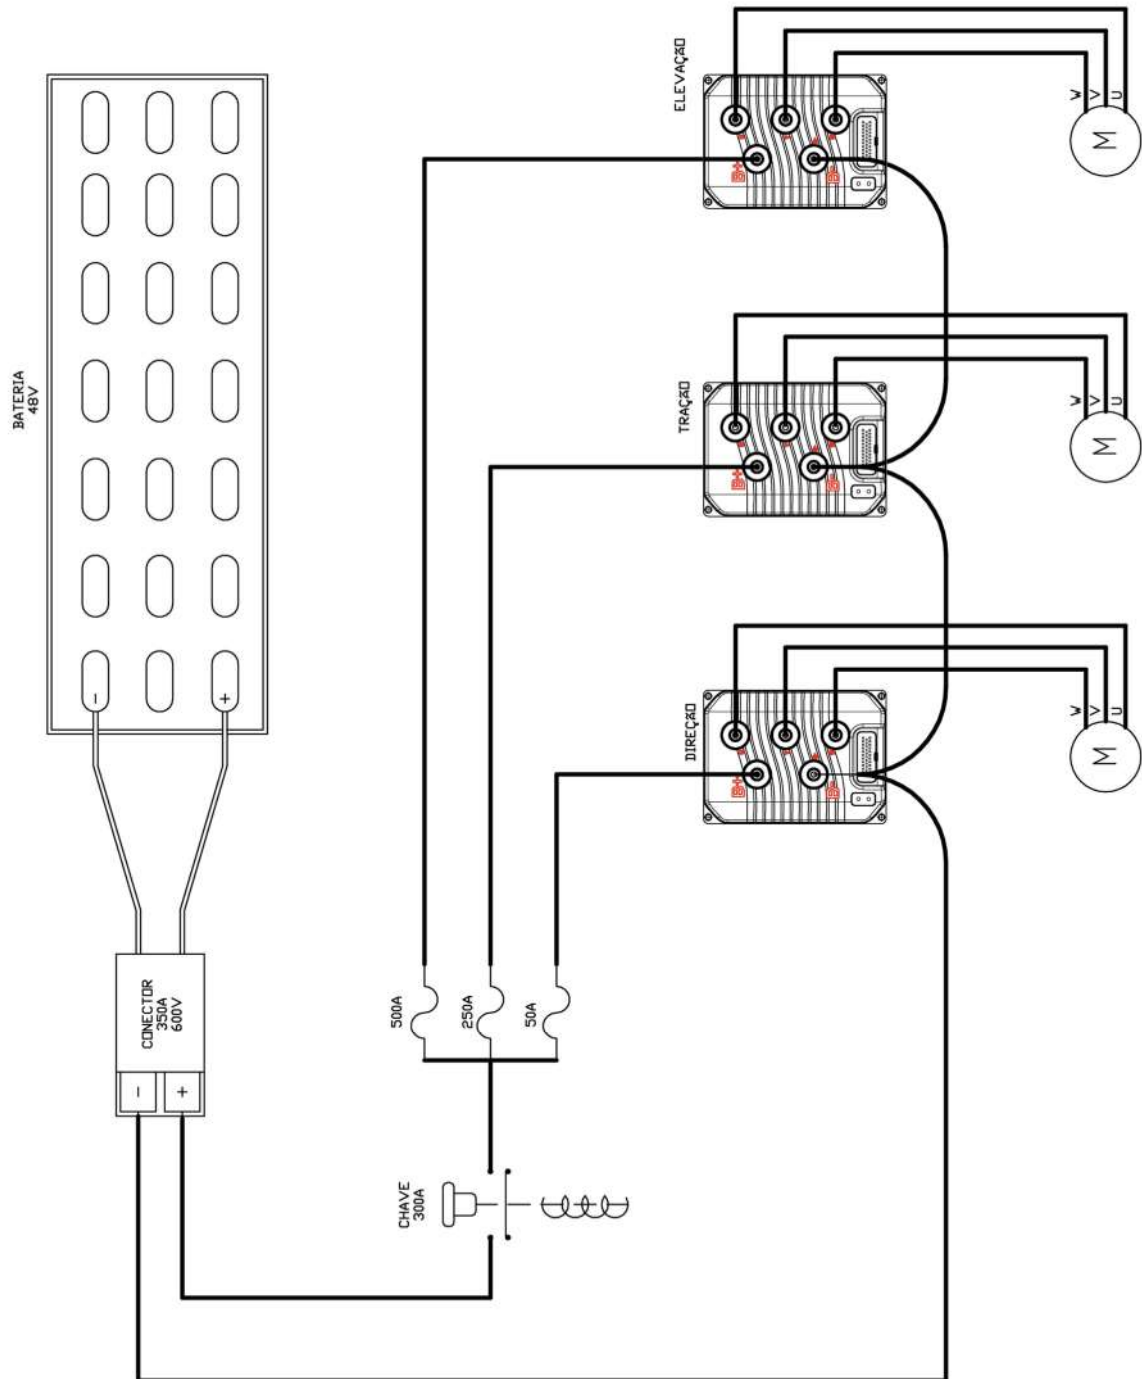 BATERIA
48V
-
+
CONECTOR
350A
600V
-
+
CHAVE
300A
500A
250A
50A
ELEVAÇÃO
B+
B-
W
V
U
M
TRAÇÃO
B+
B-
W
V
U
M
DIREÇÃO
B+
B-
W
V
U
M